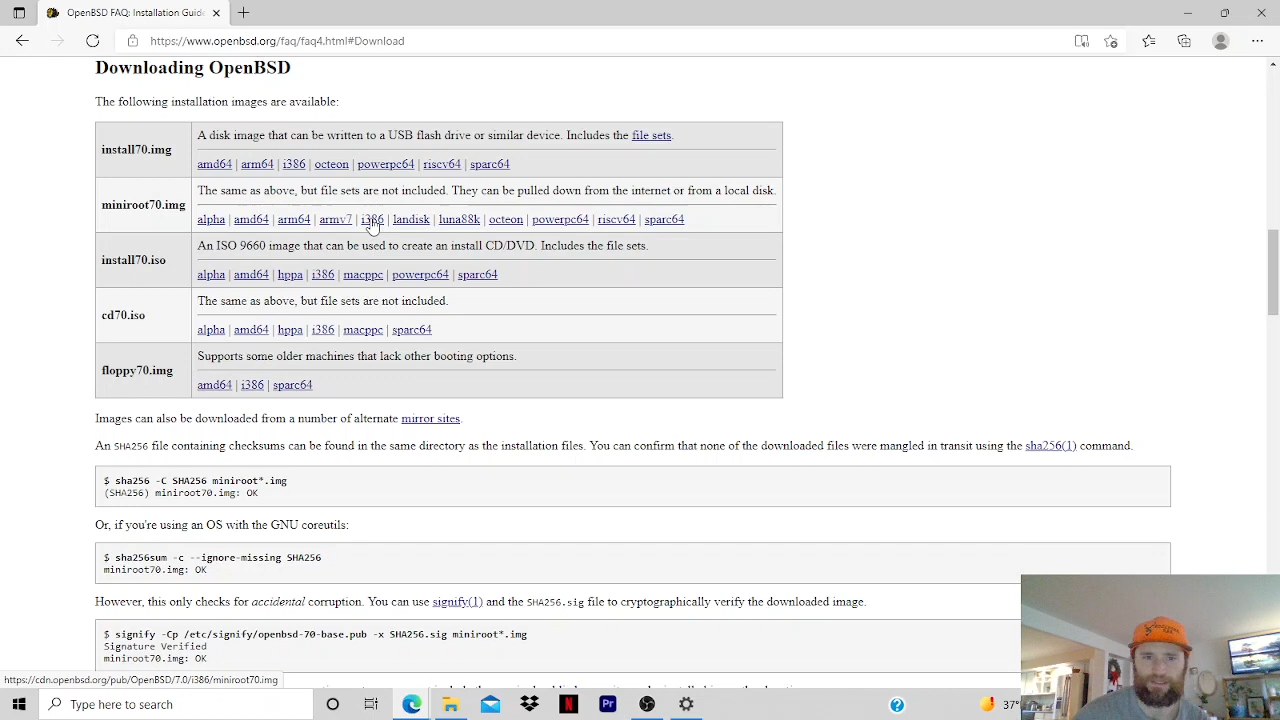 OpenBSD FAQ: Installation Guid
https://www.openbsd.org/faq/faq4.html#Download
Downloading OpenBSD
The following installation images are available:
install70.img
A disk image that can be written to a USB flash drive or similar device. Includes the file sets.
amd64 | arm64 | i386 | octeon | powerpc64 | riscv64 | sparc64
miniroot70.img
The same as above, but file sets are not included. They can be pulled down from the internet or from a local disk.
alpha | amd64 | arm64 | armv7 | i386 | landisk | luna88k | octeon | powerpc64 | riscv64 | sparc64
install70.iso
An ISO 9660 image that can be used to create an install CD/DVD. Includes the file sets.
alpha | amd64 | hppa | i386 | macppc | powerpc64 | sparc64
cd70.iso
The same as above, but file sets are not included.
alpha | amd64 | hppa | i386 | macppc | sparc64
floppy70.img
Supports some older machines that lack other booting options.
amd64 | i386 | sparc64
Images can also be downloaded from a number of alternate mirror sites.
An SHA256 file containing checksums can be found in the same directory as the installation files. You can confirm that none of the downloaded files were mangled in transit using the sha256(1) command.
$ sha256 -C SHA256 miniroot*.img
(SHA256) miniroot70.img: OK
Or, if you're using an OS with the GNU coreutils:
$ sha256sum -c --ignore-missing SHA256
miniroot70.img: OK
However, this only checks for accidental corruption. You can use signify(1) and the SHA256.sig file to cryptographically verify the downloaded image.
$ signify -Cp /etc/signify/openbsd-70-base.pub -x SHA256.sig miniroot*.img
Signature Verified
miniroot70.img: OK
https://cdn.openbsd.org/pub/OpenBSD/7.0/i386/miniroot70.img
Type here to search
N
Pr
?
37°